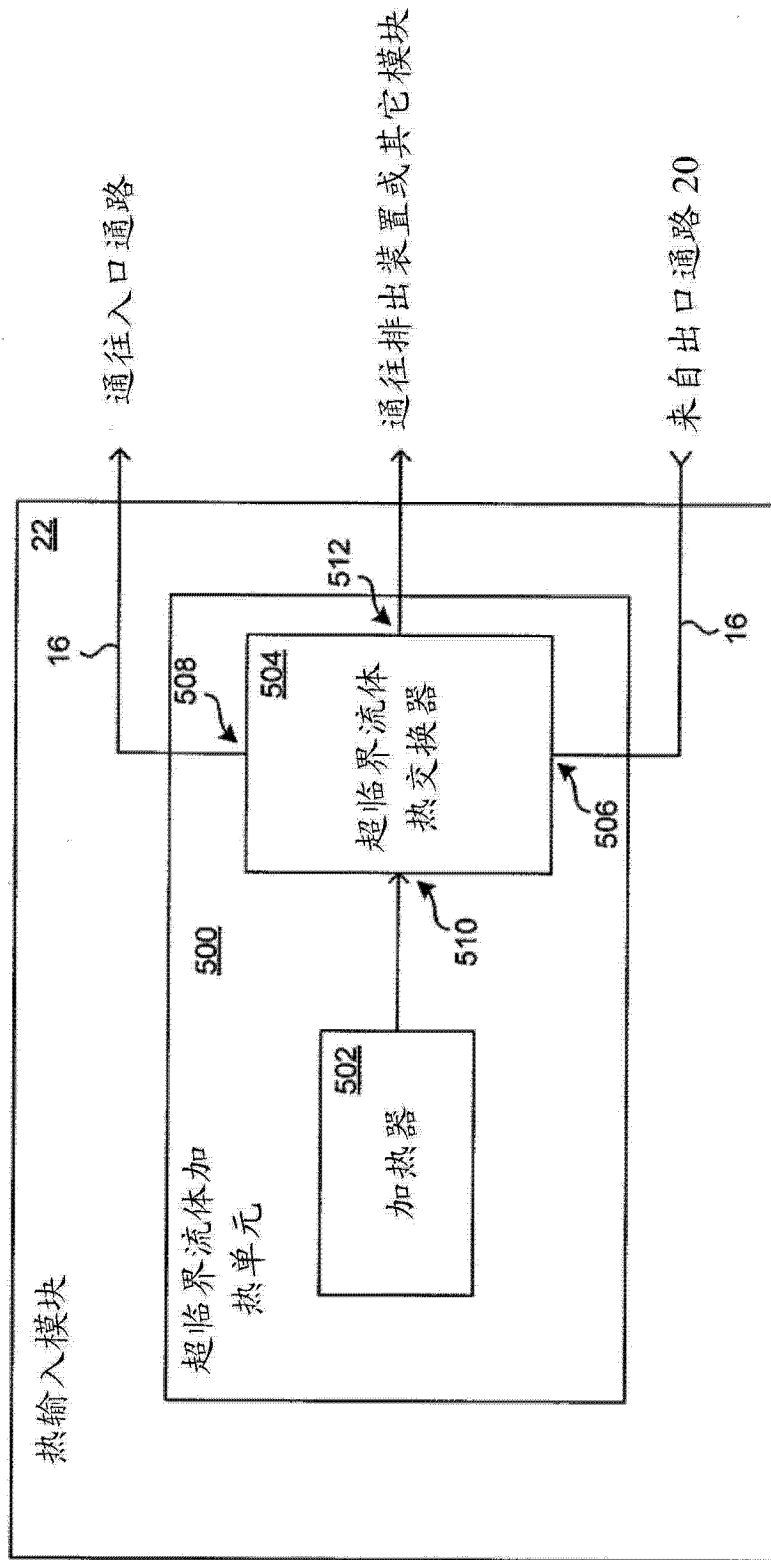 热输入模块
22
超临界流体加
热单元
500
加热器
502
超临界流体
热交换器
504
506
508
510
512
16
16
通往入口通路
通往排出装置或其它模块
来自出口通路 20